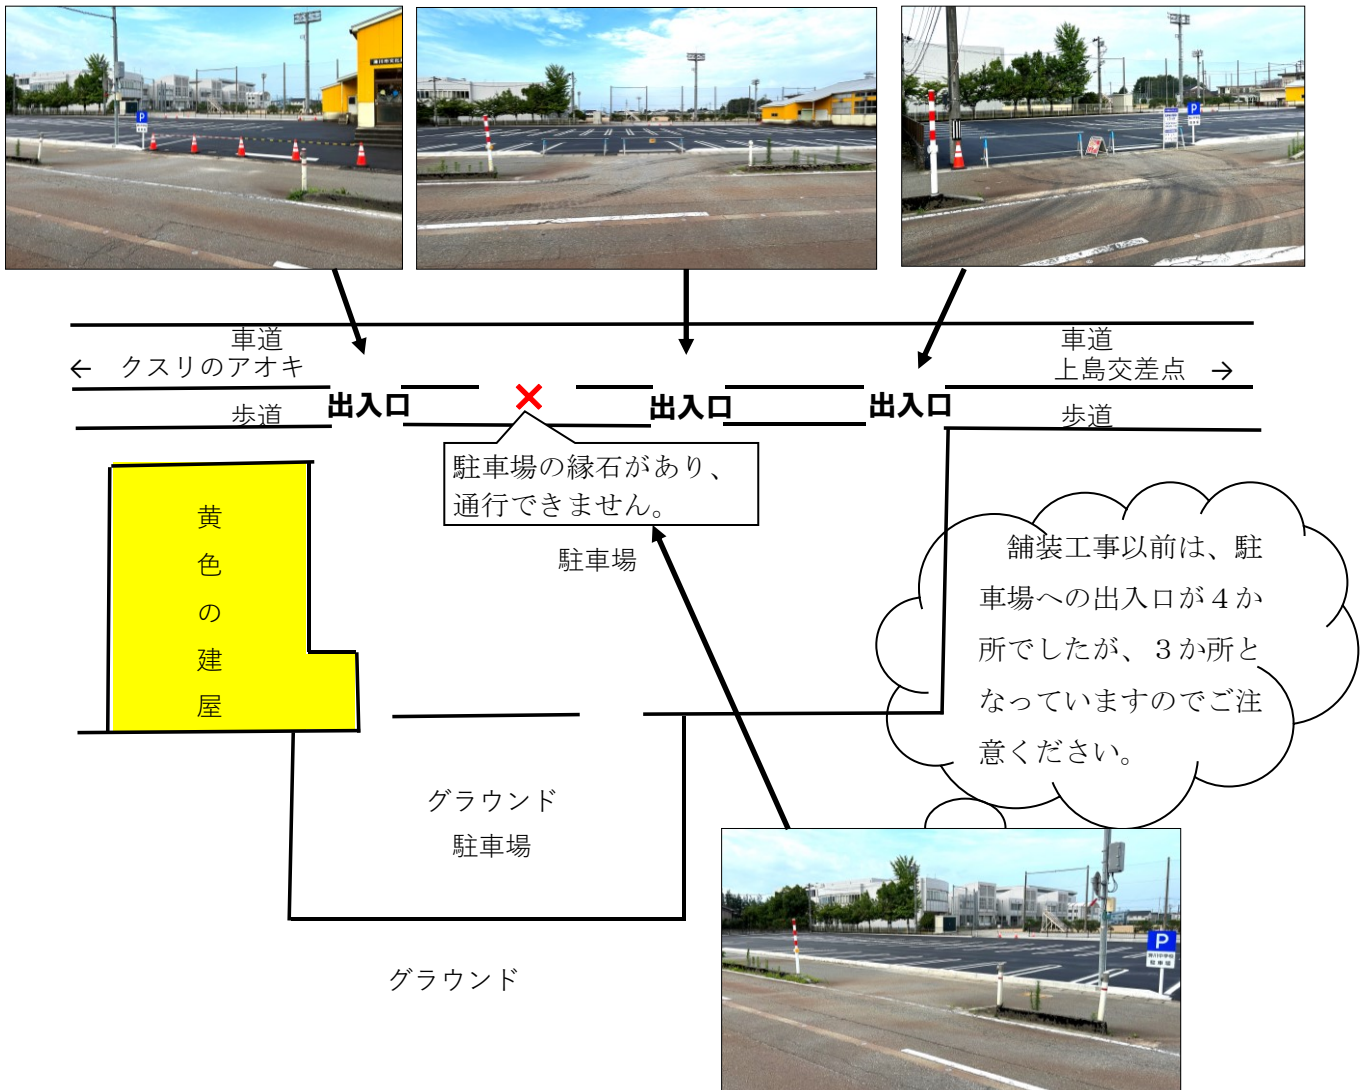 P
P
車道
車道
← クスリのアオキ
上島交差点 →
出入口
出入口
出入口
歩道
歩道
駐車場の縁石があり、
通行できません。
黄
色
の
建
屋
駐車場
舗装工事以前は、駐
車場への出入口が４か
所でしたが、３か所と
なっていますのでご注
意ください。
グラウンド
駐車場
グラウンド
P
駐車場